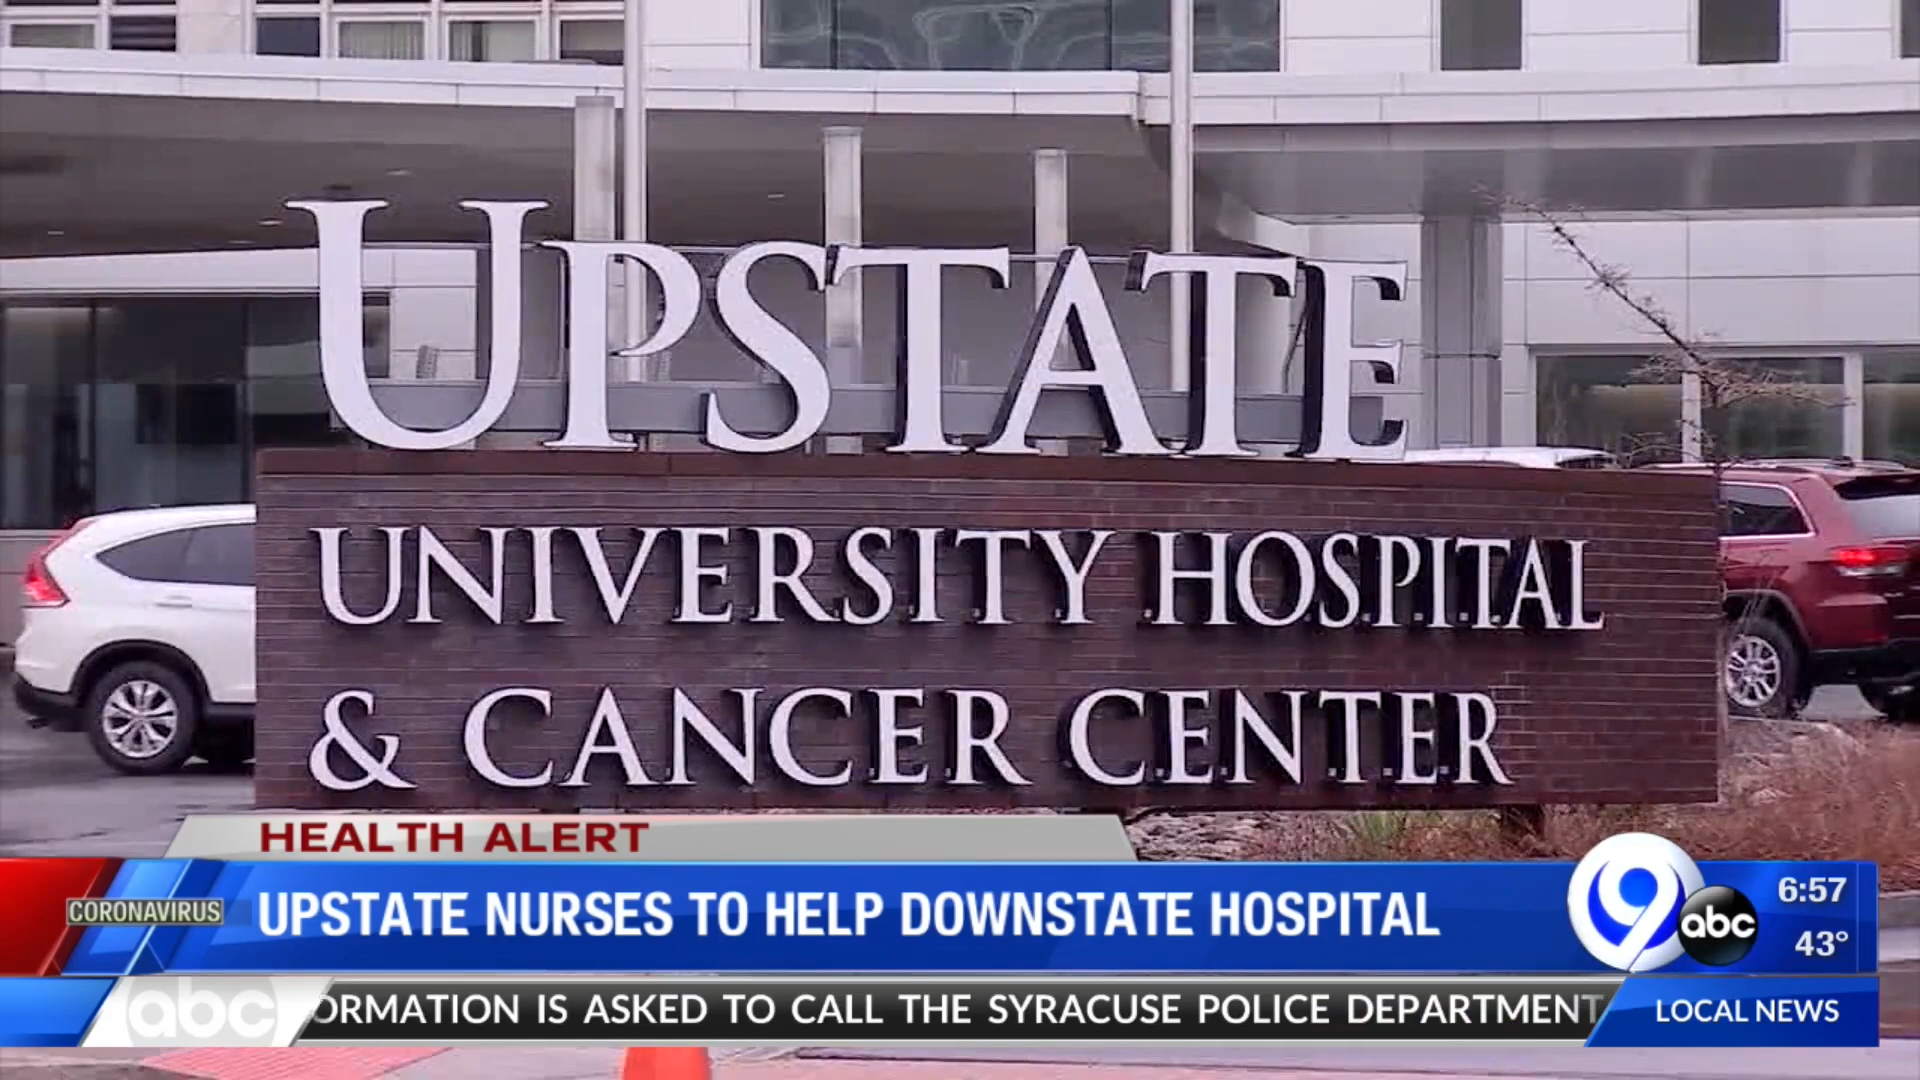 UPSTATE
UNIVERSITY HOSPITAL
& CANCER CENTER
HEALTH ALERT
CORONAVIRUS
UPSTATE NURSES TO HELP DOWNSTATE HOSPITAL
9
abc
6:57
43°
abc
ORMATION IS ASKED TO CALL THE SYRACUSE POLICE DEPARTMENT
LOCAL NEWS